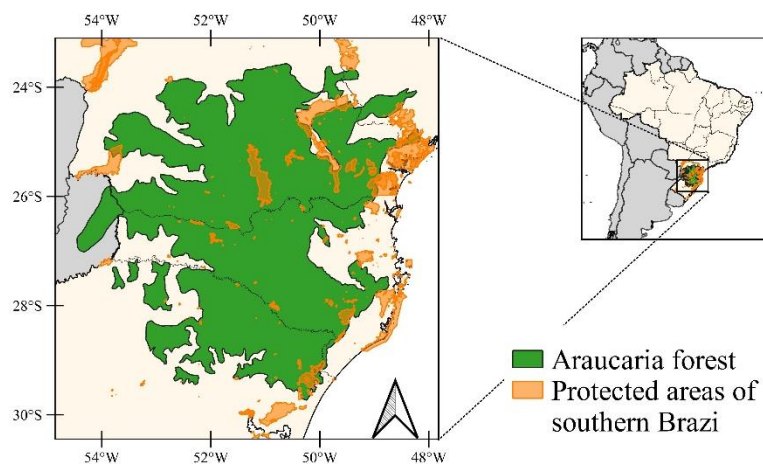 54°W 52°W 50°W 48°W
24°S
26°S
28°S
30°S
54°W 52°W 50°W 48°W
Araucaria forest
Protected areas of
southern Brazi